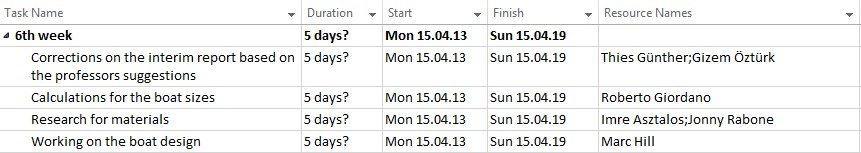 Task Name Duration Start Finish Resource Names
6th week 5 days? Mon 15.04.13 Sun 15.04.19
Corrections on the interim report based on 5 days? Mon 15.04.13 Sun 15.04.19 Thies Günther;Gizem Öztürk
the professors suggestions
Calculations for the boat sizes 5 days? Mon 15.04.13 Sun 15.04.19 Roberto Giordano
Research for materials 5 days? Mon 15.04.13 Sun 15.04.19 Imre Asztalos;Jonny Rabone
Working on the boat design 5 days? Mon 15.04.13 Sun 15.04.19 Marc Hill